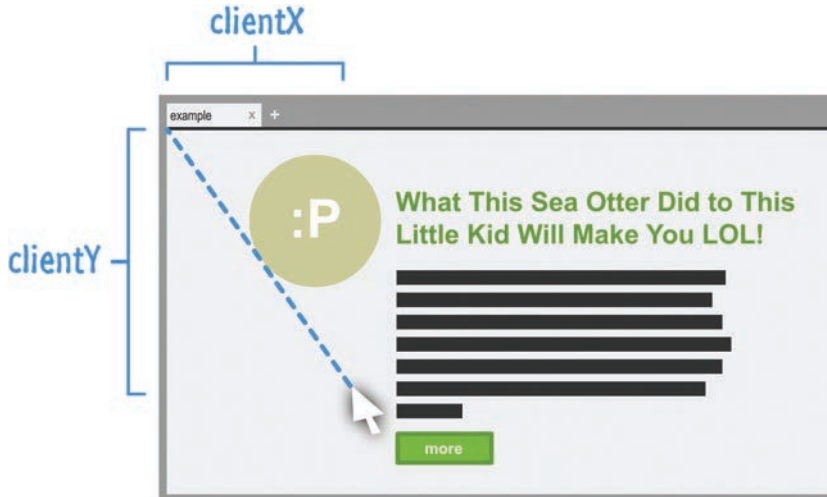 clientX
example x +
:P
What This Sea Otter Did to This
Little Kid Will Make You LOL!
clientY
more